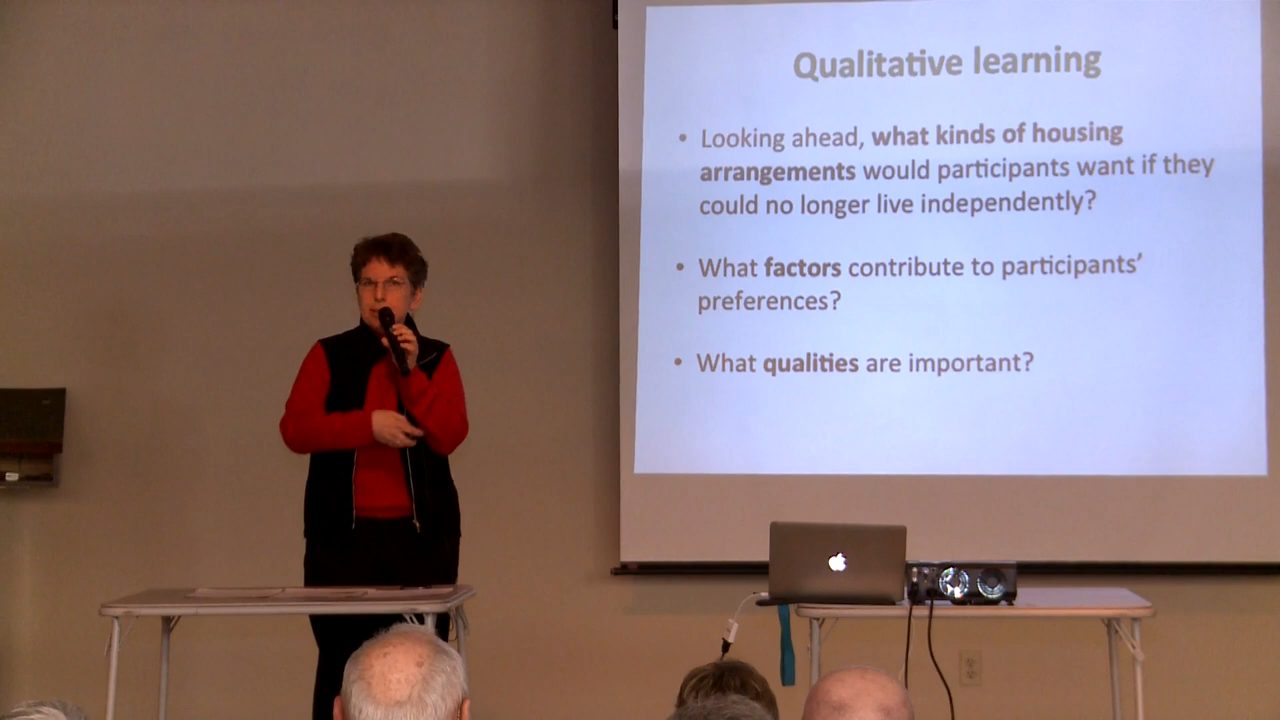 Qualitative learning
• Looking ahead, what kinds of housing
arrangements would participants want if they
could no longer live independently?
• What factors contribute to participants’
preferences?
• What qualities are important?